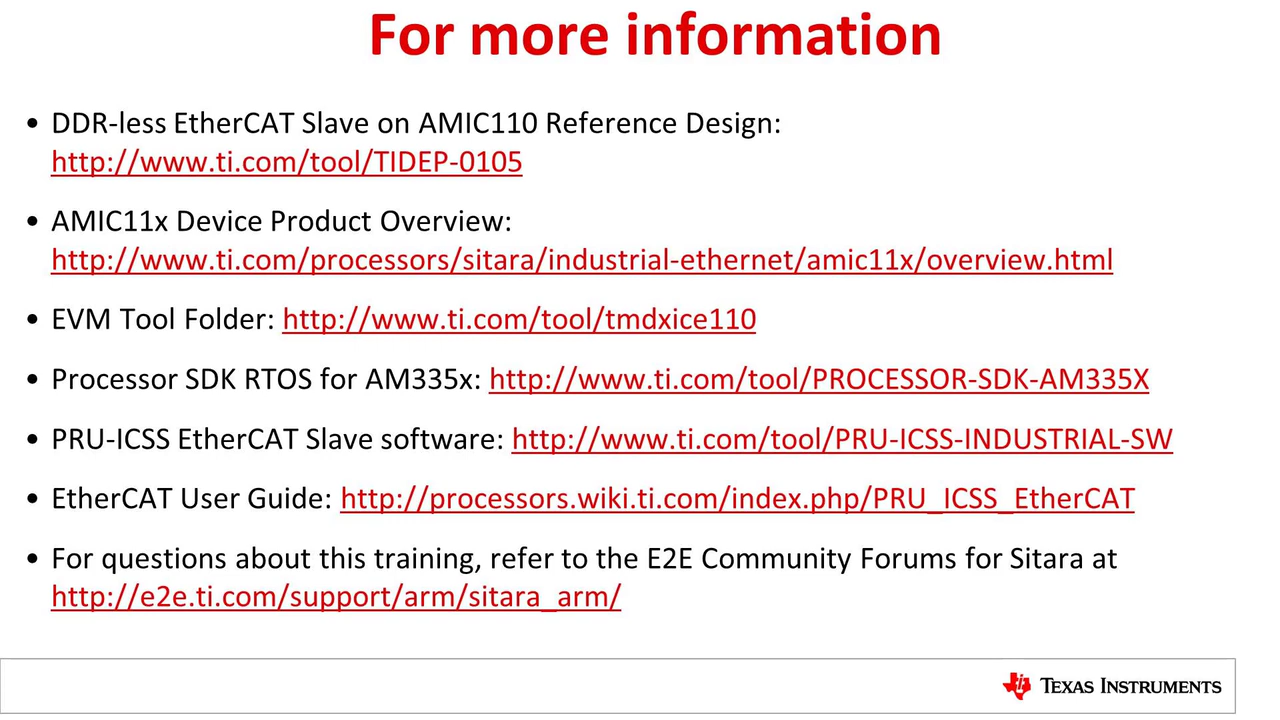 For more information
• DDR-less EtherCAT Slave on AMIC110 Reference Design:
http://www.ti.com/tool/TIDEP-0105
• AMIC11x Device Product Overview:
http://www.ti.com/processors/sitara/industrial-ethernet/amic11x/overview.html
• EVM Tool Folder: http://www.ti.com/tool/tmdxice110
• Processor SDK RTOS for AM335x: http://www.ti.com/tool/PROCESSOR-SDK-AM335X
• PRU-ICSS EtherCAT Slave software: http://www.ti.com/tool/PRU-ICSS-INDUSTRIAL-SW
• EtherCAT User Guide: http://processors.wiki.ti.com/index.php/PRU_ICSS_EtherCAT
• For questions about this training, refer to the E2E Community Forums for Sitara at
http://e2e.ti.com/support/arm/sitara_arm/
TEXAS INSTRUMENTS